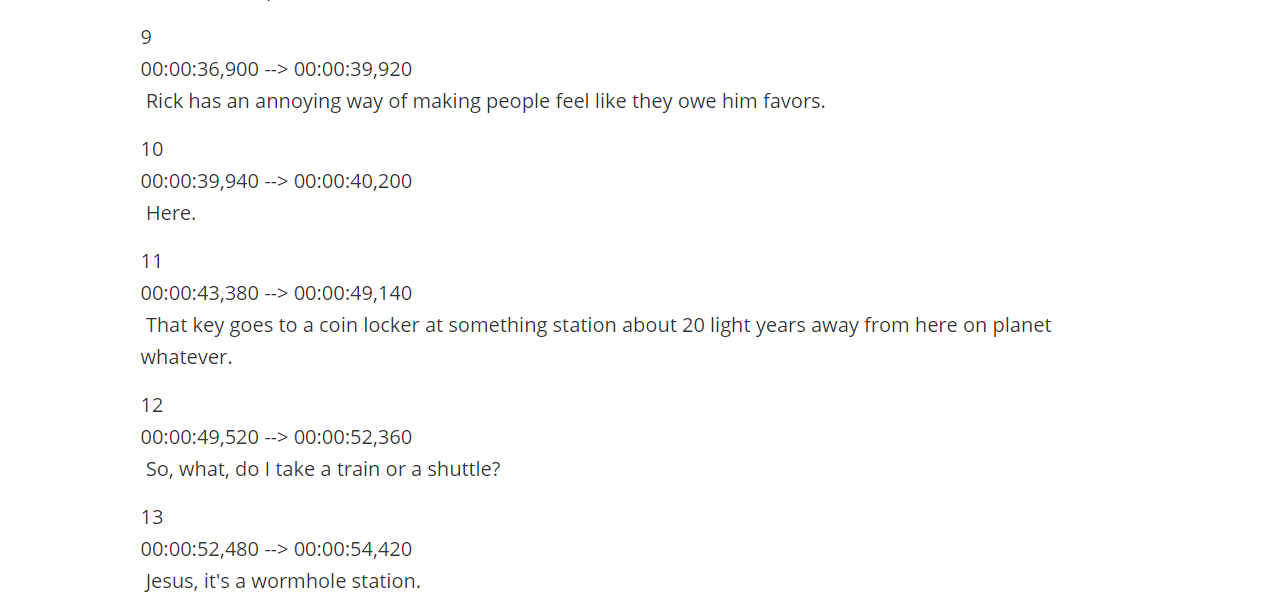 9
00:00:36,900 --> 00:00:39,920
Rick has an annoying way of making people feel like they owe him favors.
10
00:00:39,940 --> 00:00:40,200
Here.
11
00:00:43,380 --> 00:00:49,140
That key goes to a coin locker at something station about 20 light years away from here on planet
whatever.
12
00:00:49,520 --> 00:00:52,360
So, what, do I take a train or a shuttle?
13
00:00:52,480 --> 00:00:54,420
Jesus, it's a wormhole station.